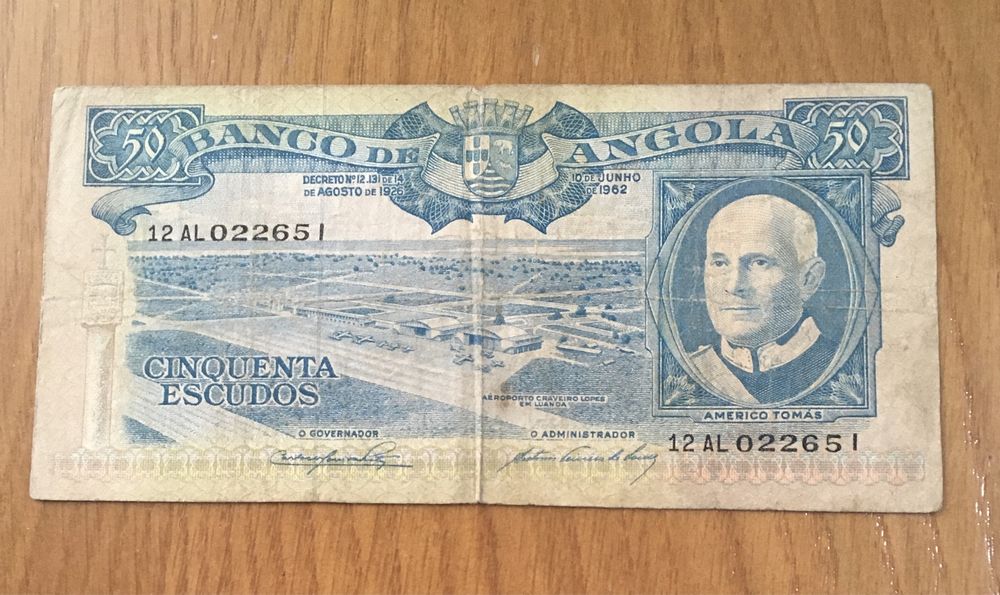 50 BANCO DE ANGOLA 50
DECRETO Nº 12.131 DE 14
DE AGOSTO DE 1926
10 DE JUNHO
DE 1962
12 AL 022651
CINQUENTA
ESCUDOS
AEROPORTO CRAVEIRO LOPES
EM LUANDA
AMERICO TOMÁS
O GOVERNADOR
O ADMINISTRADOR
12 AL 022651